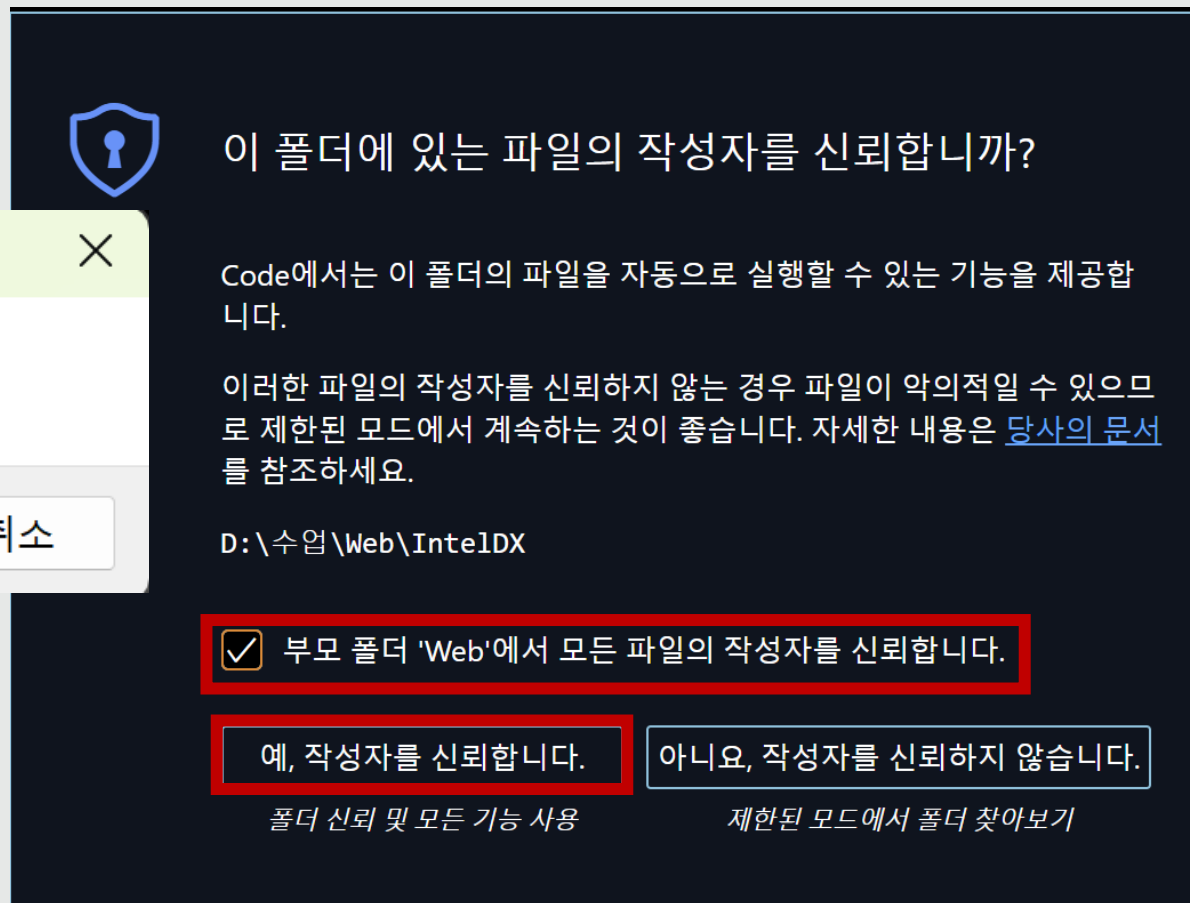 이 폴더에 있는 파일의 작성자를 신뢰합니까?
Code에서는 이 폴더의 파일을 자동으로 실행할 수 있는 기능을 제공합
니다.
이러한 파일의 작성자를 신뢰하지 않는 경우 파일이 악의적일 수 있으므
로 제한된 모드에서 계속하는 것이 좋습니다. 자세한 내용은 당사의 문서
를 참조하세요.
취소
D:\수업\Web\IntelDX
부모 폴더 'Web'에서 모든 파일의 작성자를 신뢰합니다.
예, 작성자를 신뢰합니다.
아니요, 작성자를 신뢰하지 않습니다.
폴더 신뢰 및 모든 기능 사용
제한된 모드에서 폴더 찾아보기